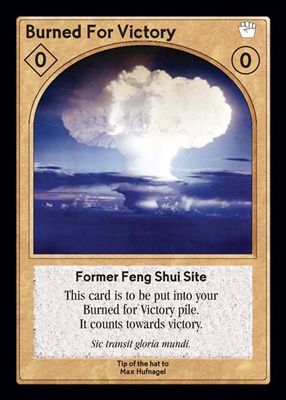 Burned For Victory
0
0
Former Feng Shui Site
This card is to be put into your
Burned for Victory pile.
It counts towards victory.
Sic transit gloria mundi.
Tip of the hat to
Max Hufnagel